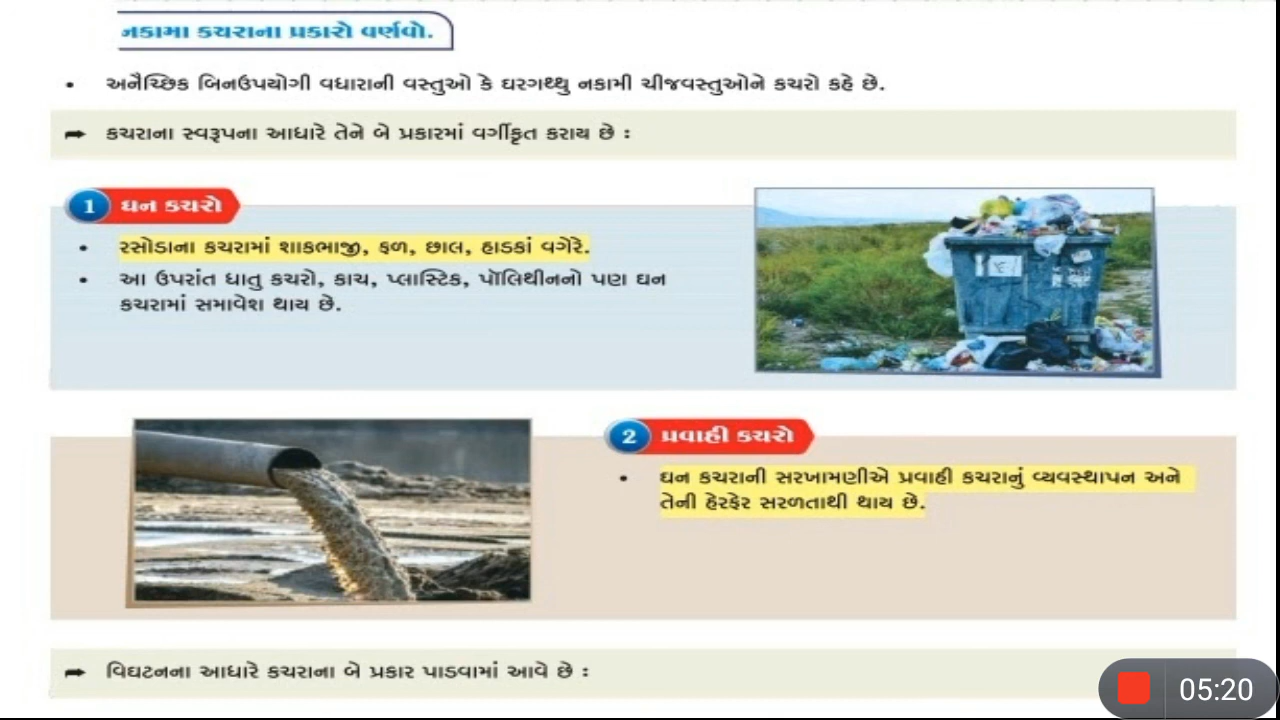 નકામા કચરાના પ્રકારો વર્ણવો.
• અનૈચ્છિક બિનઉપયોગી વધારાની વસ્તુઓ કે ઘરગથ્થુ નકામી ચીજવસ્તુઓને કચરો કહે છે.
➡ કચરાના સ્વરૂપના આધારે તેને બે પ્રકારમાં વર્ગીકૃત કરાય છે :
1 ઘન કચરો
• રસોડાના કચરામાં શાકભાજી, ફળ, છાલ, હાડકાં વગેરે.
• આ ઉપરાંત ધાતુ કચરો, કાચ, પ્લાસ્ટિક, પૉલિથીનનો પણ ઘન
કચરામાં સમાવેશ થાય છે.
2 પ્રવાહી કચરો
• ઘન કચરાની સરખામણીએ પ્રવાહી કચરાનું વ્યવસ્થાપન અને
તેની હેરફેર સરળતાથી થાય છે.
➡ વિઘટનના આધારે કચરાના બે પ્રકાર પાડવામાં આવે છે :
05:20